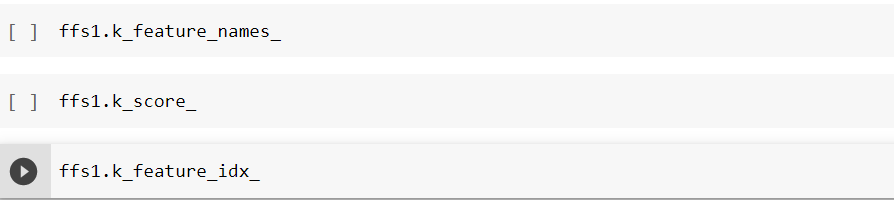 [ ] ffs1.k_feature_names_
[ ] ffs1.k_score_
ffs1.k_feature_idx_